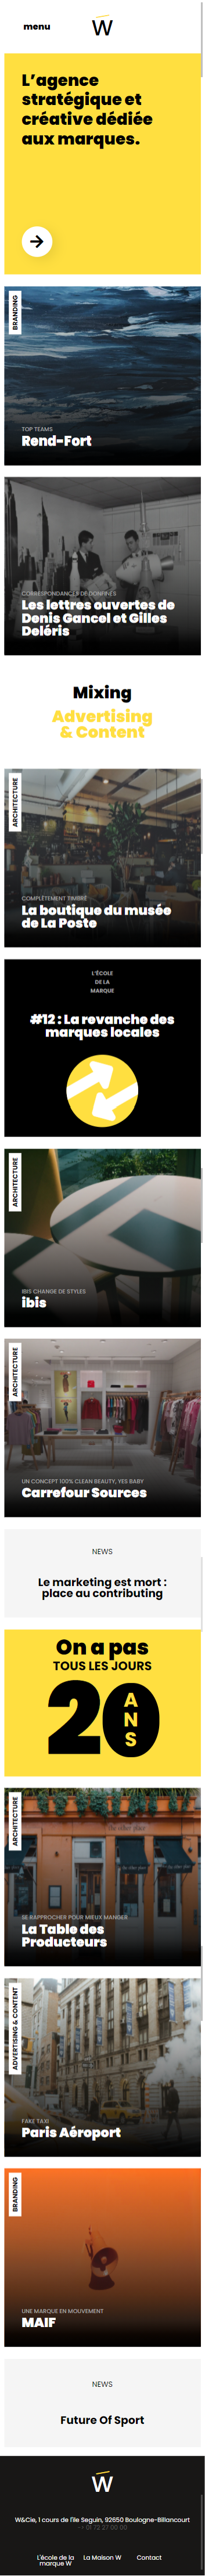 menu
W
L'agence
stratégique et
créative dédiée
aux marques.
BRANDING
TOP TEAMS
Rend-Fort
CORRESPONDANCES DE CONFINÉS
Les lettres ouvertes de
Denis Gancel et Gilles
Deléris
Mixing
Advertising
& Content
ARCHITECTURE
COMPLÈTEMENT TIMBRÉ
La boutique du musée
de La Poste
L'ÉCOLE
DE LA
MARQUE
#12 : La revanche des
marques locales
ARCHITECTURE
IBIS CHANGE DE STYLES
ibis
ARCHITECTURE
UN CONCEPT 100% CLEAN BEAUTY, YES BABY
Carrefour Sources
NEWS
Le marketing est mort :
place au contributing
On a pas
TOUS LES JOURS
20
ANS
ARCHITECTURE
the other place
SE RAPPROCHER POUR MIEUX MANGER
La Table des
Producteurs
ADVERTISING & CONTENT
FAKE TAXI
Paris Aéroport
BRANDING
UNE MARQUE EN MOUVEMENT
MAIF
NEWS
Future Of Sport
W
W&Cie, 1 cours de l'île Seguin, 92650 Boulogne-Billancourt
01 72 27 00 00
L'école de la
marque W
La Maison W
Contact